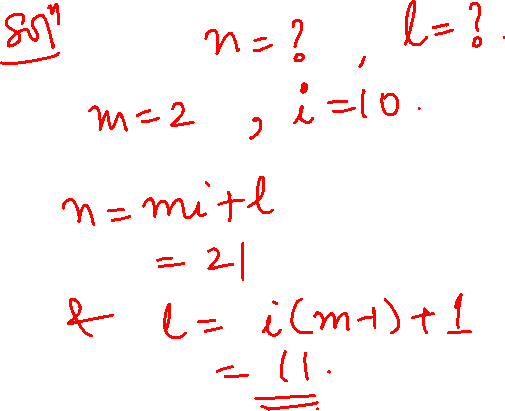 Solⁿ
n = ? , l = ?.
m = 2 , i = 10.
n = mi + l
= 21
& l = i(m-1) + 1
= 11.